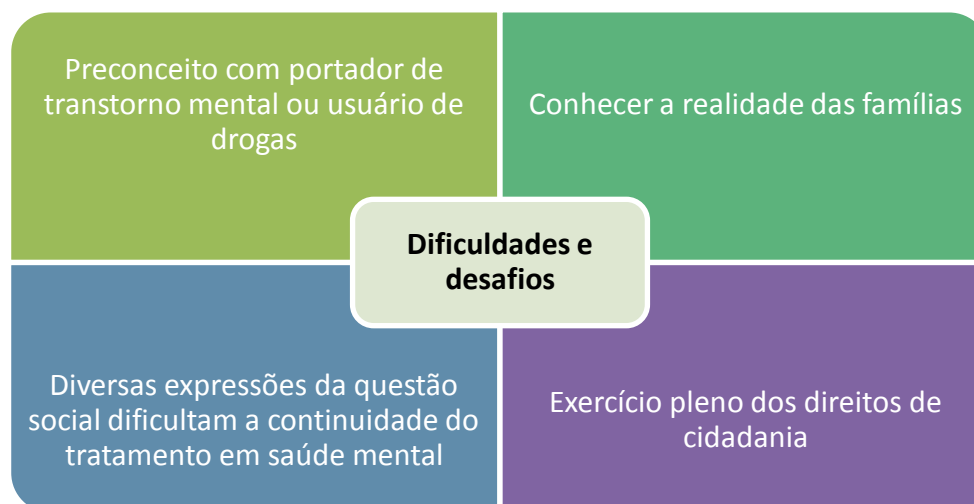 Preconceito com portador de
transtorno mental ou usuário de
drogas
Conhecer a realidade das famílias
Dificuldades e
desafios
Diversas expressões da questão
social dificultam a continuidade do
tratamento em saúde mental
Exercício pleno dos direitos de
cidadania